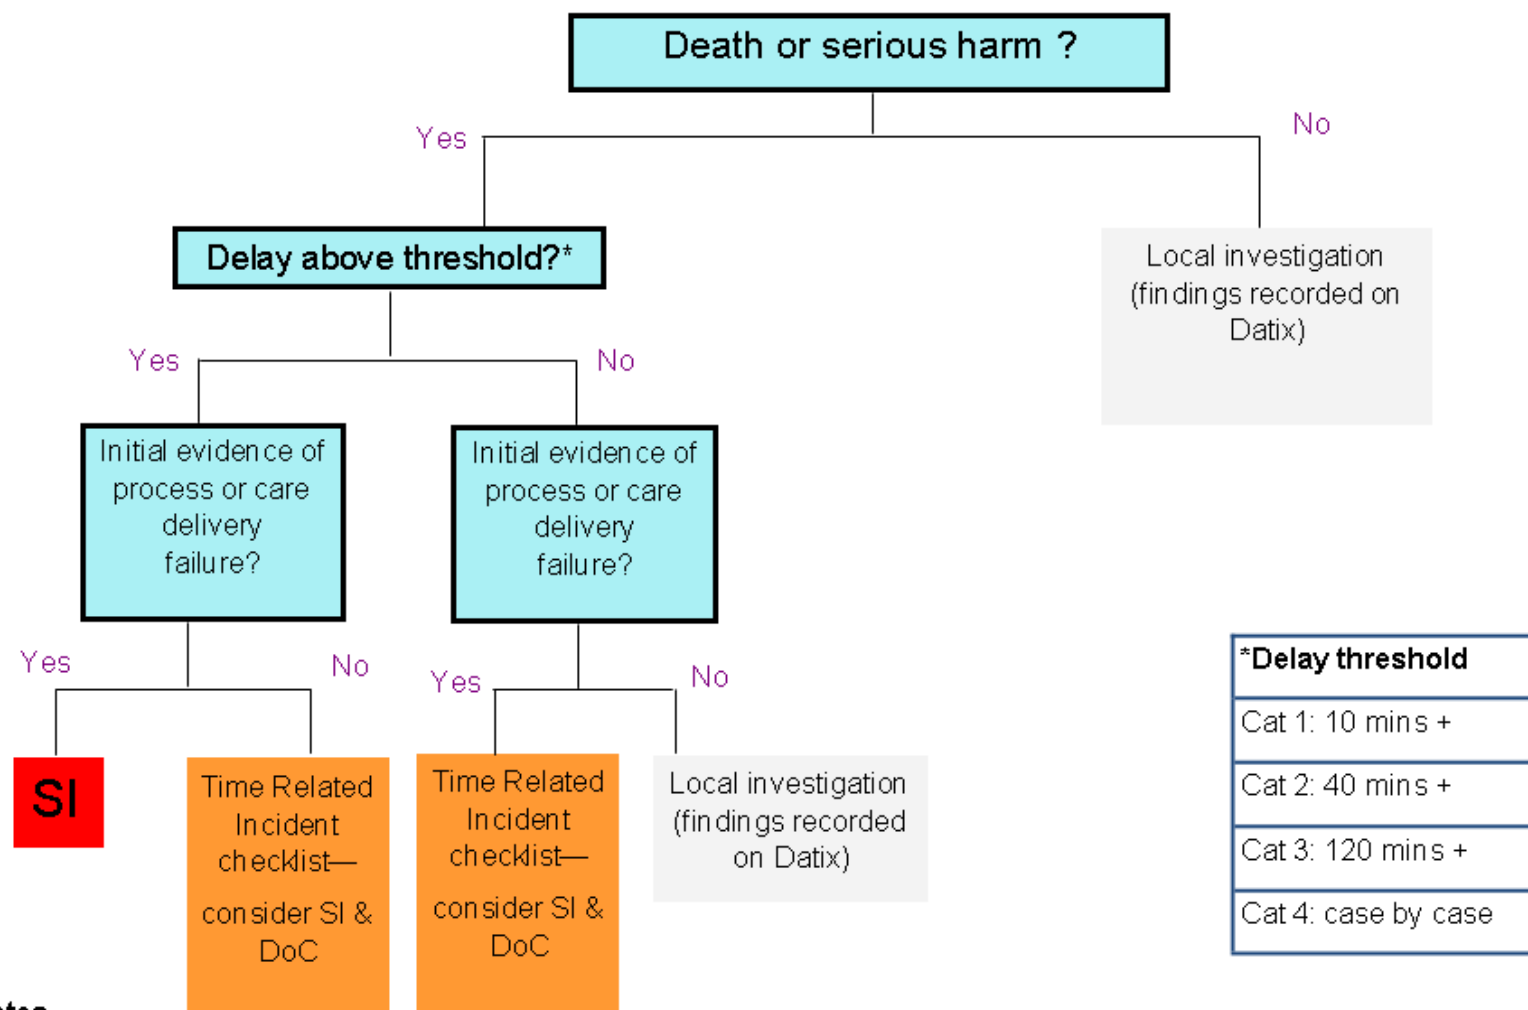 Death or serious harm ?
Yes
No
Delay above threshold?*
Local investigation
(findings recorded on
Datix)
Yes
No
Initial evidence of
process or care
delivery
failure?
Initial evidence of
process or care
delivery
failure?
Yes
No
Yes
No
SI
Time Related
Incident
checklist—
consider SI &
DoC
Time Related
Incident
checklist—
consider SI &
DoC
Local investigation
(findings recorded
on Datix)
*Delay threshold
Cat 1: 10 mins +
Cat 2: 40 mins +
Cat 3: 120 mins +
Cat 4: case by case